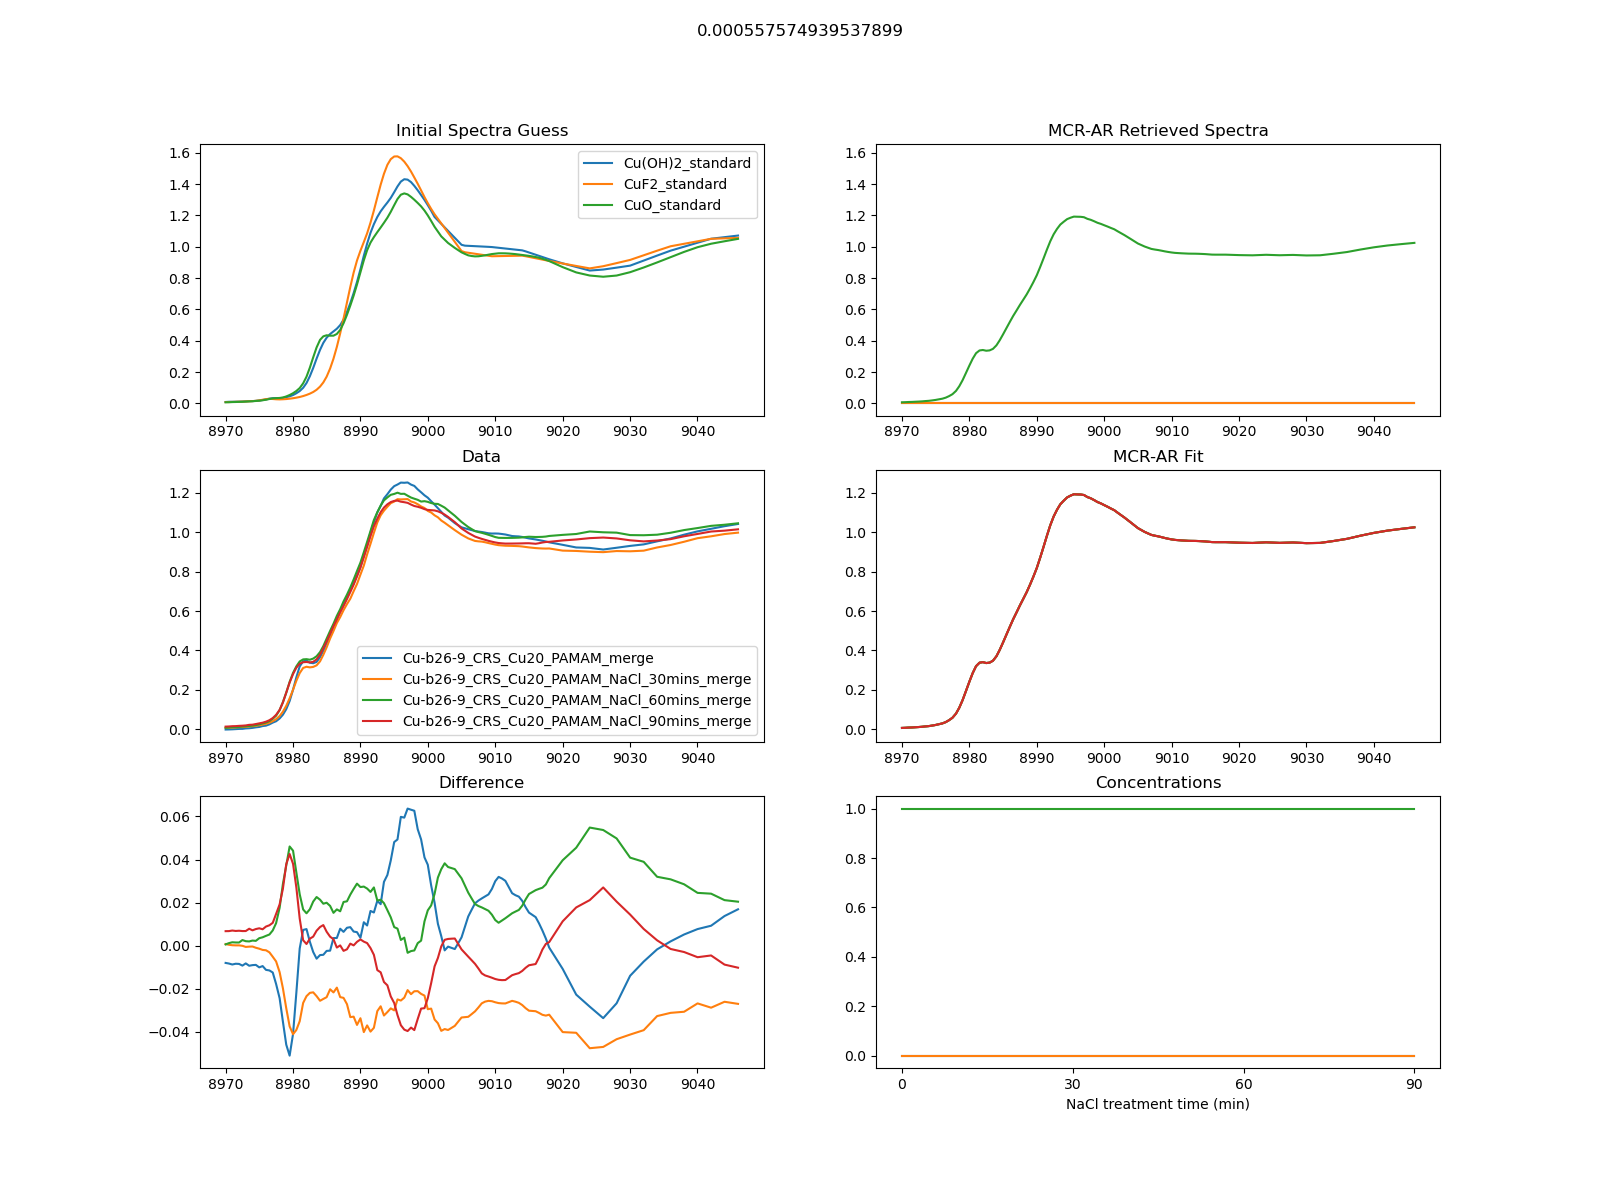 0.000557574939537899
Initial Spectra Guess
1.6
1.4
1.2
1.0
0.8
0.6
0.4
0.2
0.0
Cu(OH)2_standard
CuF2_standard
CuO_standard
8970 8980 8990 9000 9010 9020 9030 9040
MCR-AR Retrieved Spectra
1.6
1.4
1.2
1.0
0.8
0.6
0.4
0.2
0.0
8970 8980 8990 9000 9010 9020 9030 9040
Data
1.2
1.0
0.8
0.6
0.4
0.2
0.0
Cu-b26-9_CRS_Cu20_PAMAM_merge
Cu-b26-9_CRS_Cu20_PAMAM_NaCl_30mins_merge
Cu-b26-9_CRS_Cu20_PAMAM_NaCl_60mins_merge
Cu-b26-9_CRS_Cu20_PAMAM_NaCl_90mins_merge
8970 8980 8990 9000 9010 9020 9030 9040
MCR-AR Fit
1.2
1.0
0.8
0.6
0.4
0.2
0.0
8970 8980 8990 9000 9010 9020 9030 9040
Difference
0.06
0.04
0.02
0.00
−0.02
−0.04
8970 8980 8990 9000 9010 9020 9030 9040
Concentrations
1.0
0.8
0.6
0.4
0.2
0.0
0 30 60 90
NaCl treatment time (min)